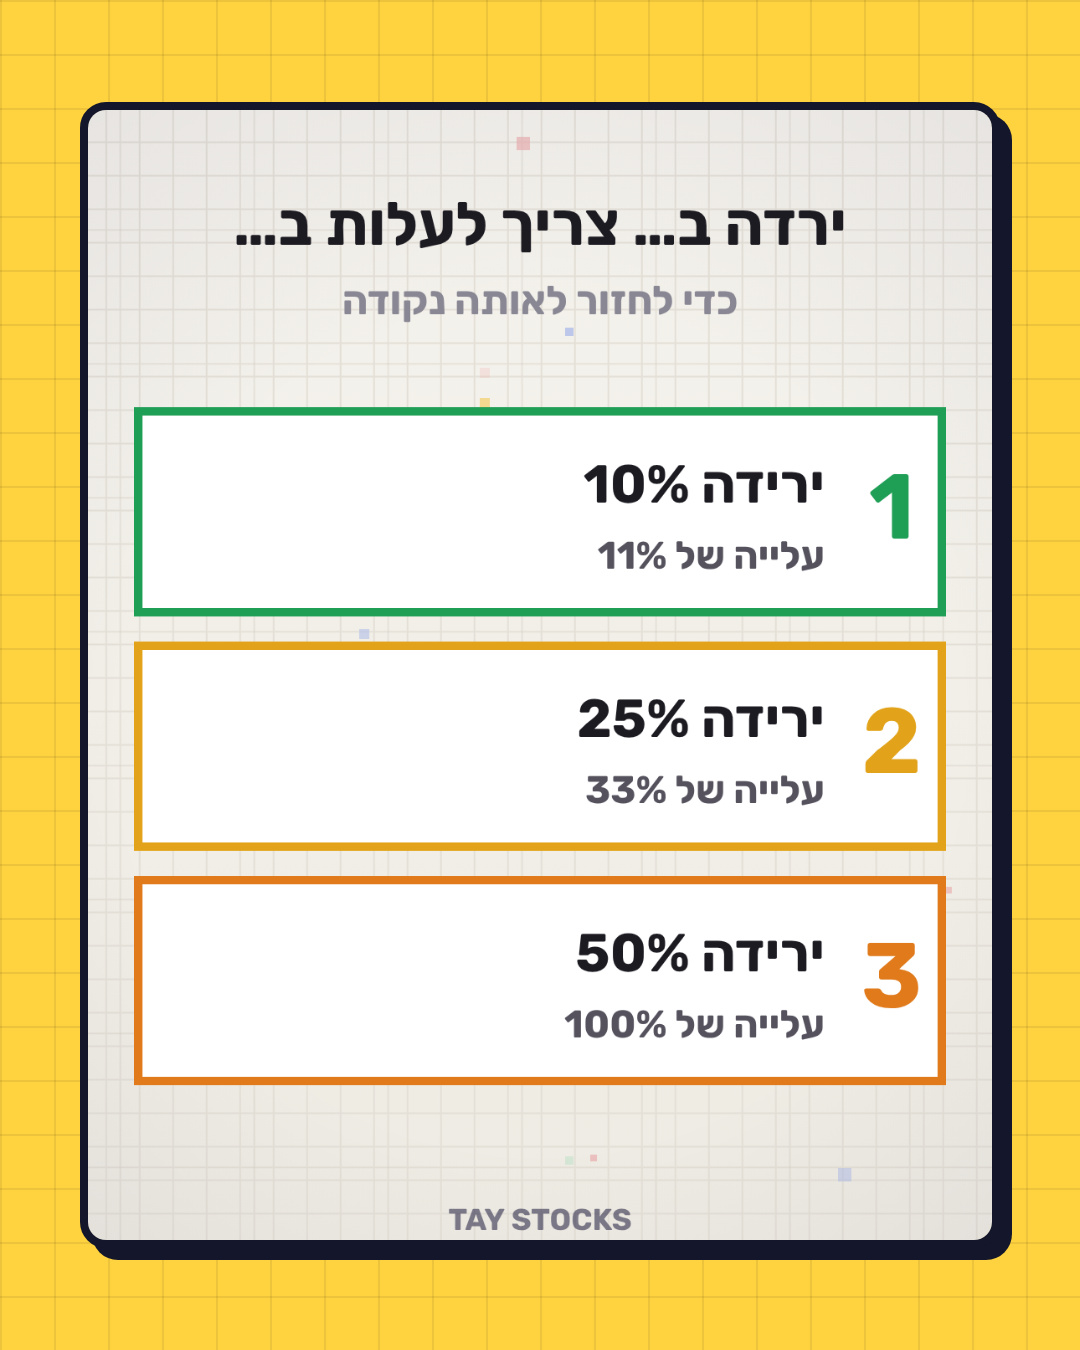 ירדה ב... צריך לעלות ב...
כדי לחזור לאותה נקודה
1
ירידה 10%
עלייה של 11%
2
ירידה 25%
עלייה של 33%
3
ירידה 50%
עלייה של 100%
TAY STOCKS